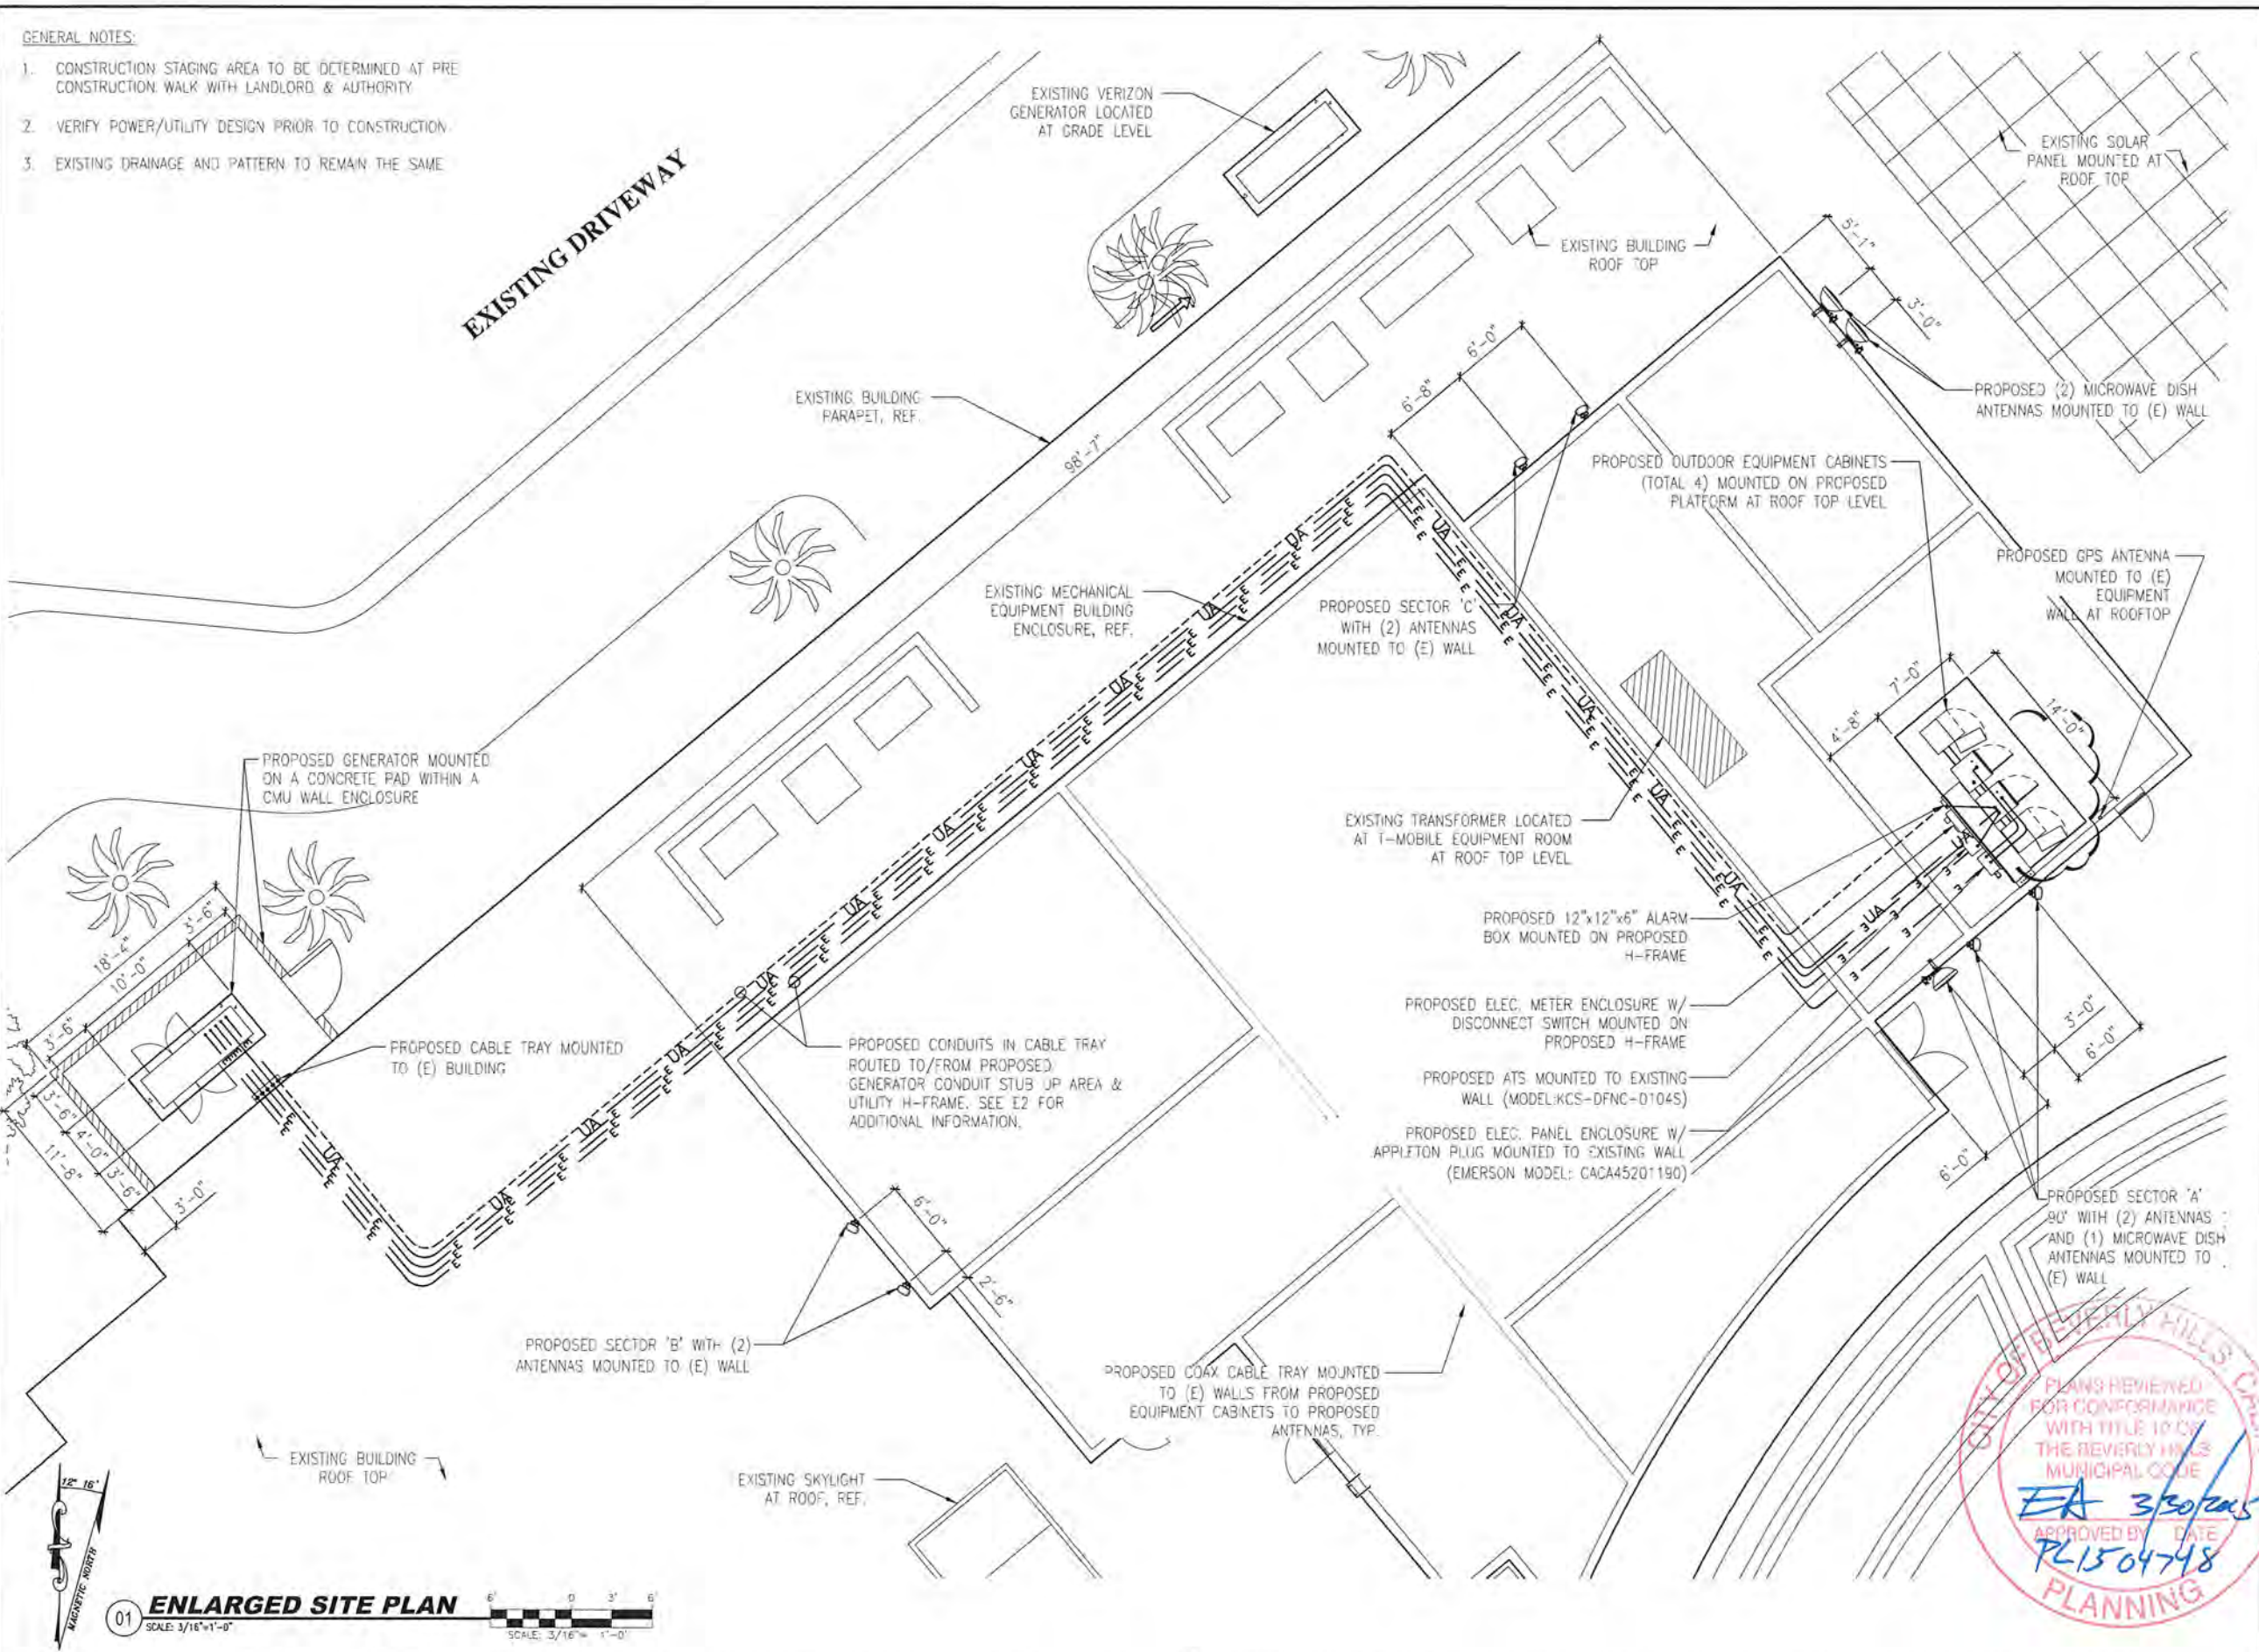 GENERAL NOTES:
1. CONSTRUCTION STAGING AREA TO BE DETERMINED AT PRE
CONSTRUCTION WALK WITH LANDLORD & AUTHORITY
2. VERIFY POWER/UTILITY DESIGN PRIOR TO CONSTRUCTION
3. EXISTING DRAINAGE AND PATTERN TO REMAIN THE SAME
EXISTING DRIVEWAY
EXISTING VERIZON
GENERATOR LOCATED
AT GRADE LEVEL
EXISTING SOLAR
PANEL MOUNTED AT
ROOF TOP
EXISTING BUILDING
ROOF TOP
5'-1"
3'-0"
PROPOSED (2) MICROWAVE DISH
ANTENNAS MOUNTED TO (E) WALL
EXISTING BUILDING
PARAPET, REF.
98'-7"
6'-8"
6'-0"
PROPOSED OUTDOOR EQUIPMENT CABINETS
(TOTAL 4) MOUNTED ON PROPOSED
PLATFORM AT ROOF TOP LEVEL
PROPOSED GPS ANTENNA
MOUNTED TO (E)
EQUIPMENT
WALL AT ROOFTOP
EXISTING MECHANICAL
EQUIPMENT BUILDING
ENCLOSURE, REF.
PROPOSED SECTOR 'C'
WITH (2) ANTENNAS
MOUNTED TO (E) WALL
4'-8"
7'-0"
14'-0"
PROPOSED GENERATOR MOUNTED
ON A CONCRETE PAD WITHIN A
CMU WALL ENCLOSURE
EXISTING TRANSFORMER LOCATED
AT T-MOBILE EQUIPMENT ROOM
AT ROOF TOP LEVEL
PROPOSED 12"x12"x6" ALARM
BOX MOUNTED ON PROPOSED
H-FRAME
PROPOSED ELEC. METER ENCLOSURE W/
DISCONNECT SWITCH MOUNTED ON
PROPOSED H-FRAME
PROPOSED ATS MOUNTED TO EXISTING
WALL (MODEL:KCS-DFNC-0104S)
PROPOSED ELEC. PANEL ENCLOSURE W/
APPLETON PLUG MOUNTED TO EXISTING WALL
(EMERSON MODEL: CACA45201190)
18'-4"
3'-6"
10'-0"
3'-6"
3'-6"
4'-0"
3'-6"
11'-8"
3'-0"
PROPOSED CABLE TRAY MOUNTED
TO (E) BUILDING
PROPOSED CONDUITS IN CABLE TRAY
ROUTED TO/FROM PROPOSED
GENERATOR CONDUIT STUB UP AREA &
UTILITY H-FRAME. SEE E2 FOR
ADDITIONAL INFORMATION.
3'-0"
6'-0"
6'-0"
PROPOSED SECTOR 'A'
90' WITH (2) ANTENNAS
AND (1) MICROWAVE DISH
ANTENNAS MOUNTED TO
(E) WALL
6'-0"
2'-6"
PROPOSED SECTOR 'B' WITH (2)
ANTENNAS MOUNTED TO (E) WALL
PROPOSED COAX CABLE TRAY MOUNTED
TO (E) WALLS FROM PROPOSED
EQUIPMENT CABINETS TO PROPOSED
ANTENNAS, TYP.
EXISTING BUILDING
ROOF TOP
EXISTING SKYLIGHT
AT ROOF, REF.
UA
E
CITY OF BEVERLY HILLS
PLANS REVIEWED
FOR CONFORMANCE
WITH TITLE 10 OF
THE BEVERLY HILLS
MUNICIPAL CODE
EA 3/30/2015
APPROVED BY DATE
PL1504748
PLANNING
12° 16'
MAGNETIC NORTH
01 ENLARGED SITE PLAN
SCALE: 3/16"=1'-0"
6' 0 3' 6'
SCALE: 3/16"= 1'-0"